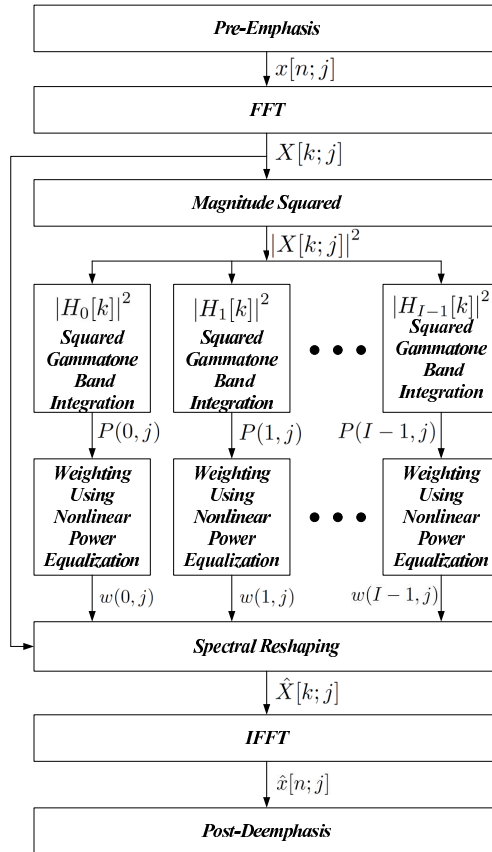 Pre-Emphasis
x[n; j]
FFT
X[k; j]
Magnitude Squared
|X[k; j]|²
|H₀[k]|²
Squared
Gammatone
Band
Integration
|H₁[k]|²
Squared
Gammatone
Band
Integration
• • •
|H_{I−1}[k]|²
Squared
Gammatone
Band
Integration
P(0, j)
P(1, j)
P(I − 1, j)
Weighting
Using
Nonlinear
Power
Equalization
Weighting
Using
Nonlinear
Power
Equalization
• • •
Weighting
Using
Nonlinear
Power
Equalization
w(0, j)
w(1, j)
w(I − 1, j)
Spectral Reshaping
X̂[k; j]
IFFT
x̂[n; j]
Post-Deemphasis